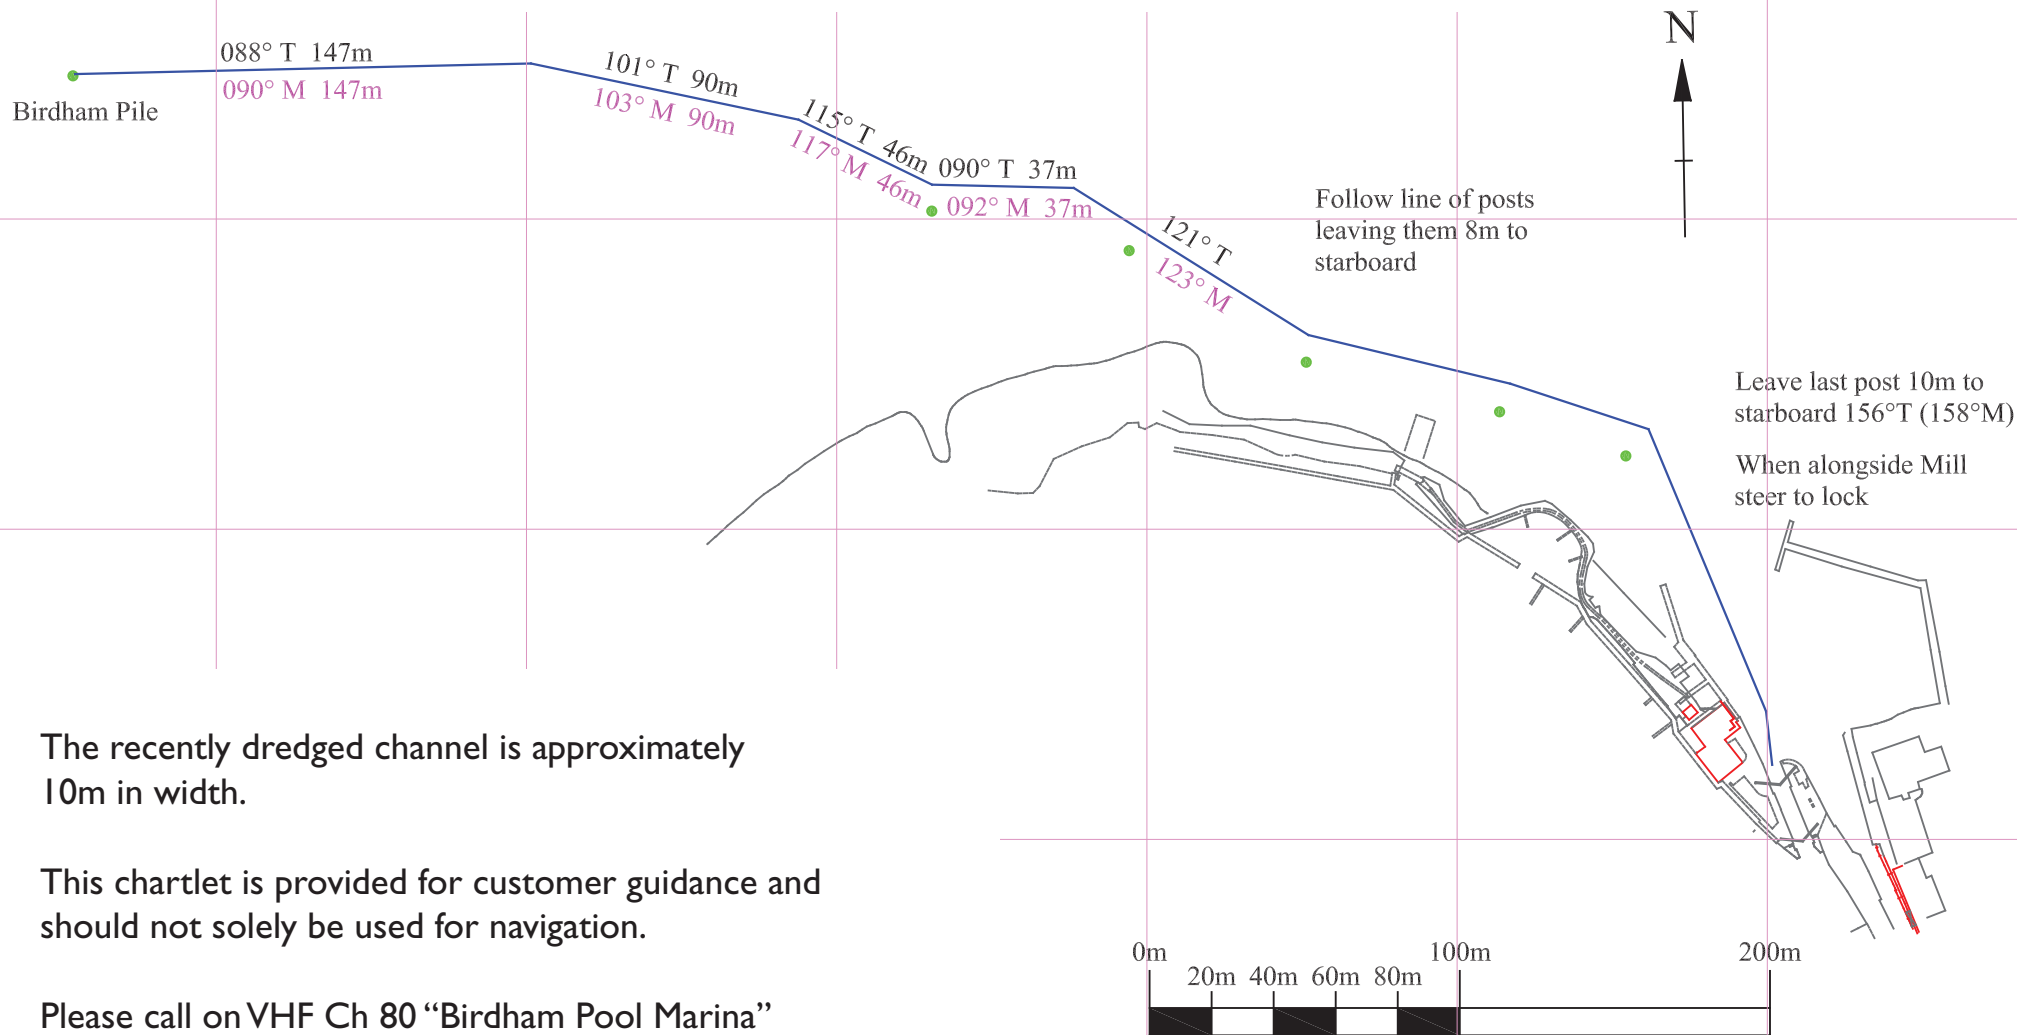 N
088° T 147m
090° M 147m
Birdham Pile
101° T 90m
103° M 90m
115° T 46m
117° M 46m
090° T 37m
092° M 37m
121° T
123° M
Follow line of posts
leaving them 8m to
starboard
Leave last post 10m to
starboard 156°T (158°M)
When alongside Mill
steer to lock
The recently dredged channel is approximately
10m in width.
This chartlet is provided for customer guidance and
should not solely be used for navigation.
Please call on VHF Ch 80 “Birdham Pool Marina”
0m 100m 200m
20m 40m 60m 80m